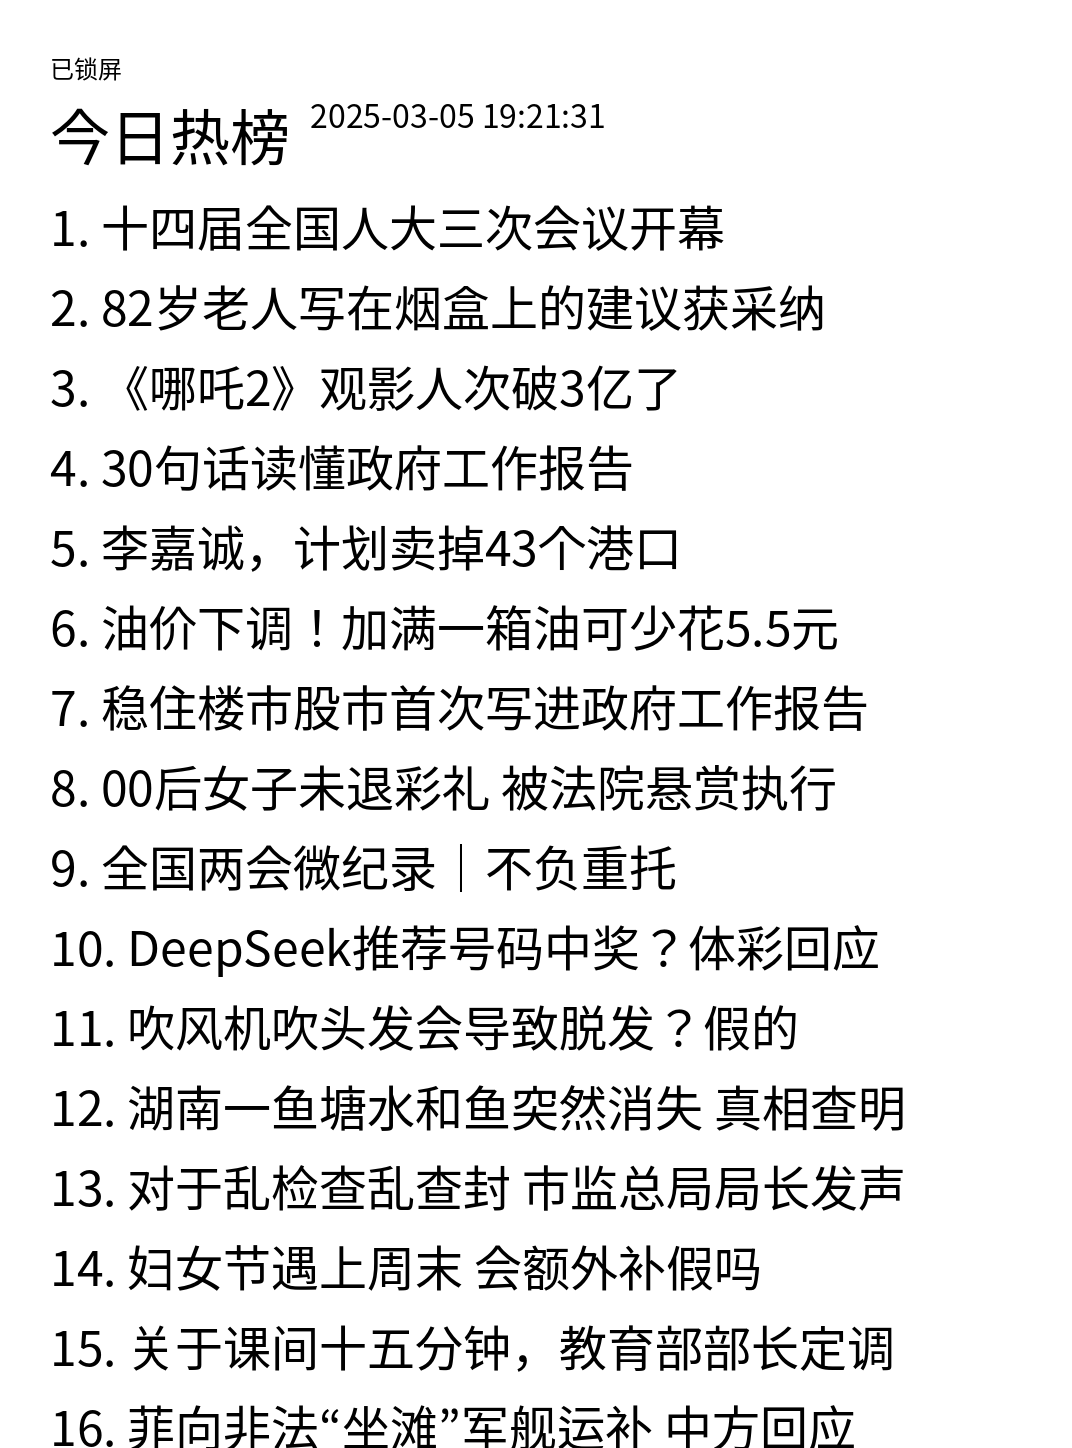 已锁屏
今日热榜 2025-03-05 19:21:31
1. 十四届全国人大三次会议开幕
2. 82岁老人写在烟盒上的建议获采纳
3. 《哪吒2》观影人次破3亿了
4. 30句话读懂政府工作报告
5. 李嘉诚，计划卖掉43个港口
6. 油价下调！加满一箱油可少花5.5元
7. 稳住楼市股市首次写进政府工作报告
8. 00后女子未退彩礼 被法院悬赏执行
9. 全国两会微纪录｜不负重托
10. DeepSeek推荐号码中奖？体彩回应
11. 吹风机吹头发会导致脱发？假的
12. 湖南一鱼塘水和鱼突然消失 真相查明
13. 对于乱检查乱查封 市监总局局长发声
14. 妇女节遇上周末 会额外补假吗
15. 关于课间十五分钟，教育部部长定调
16. 菲向非法“坐滩”军舰运补 中方回应